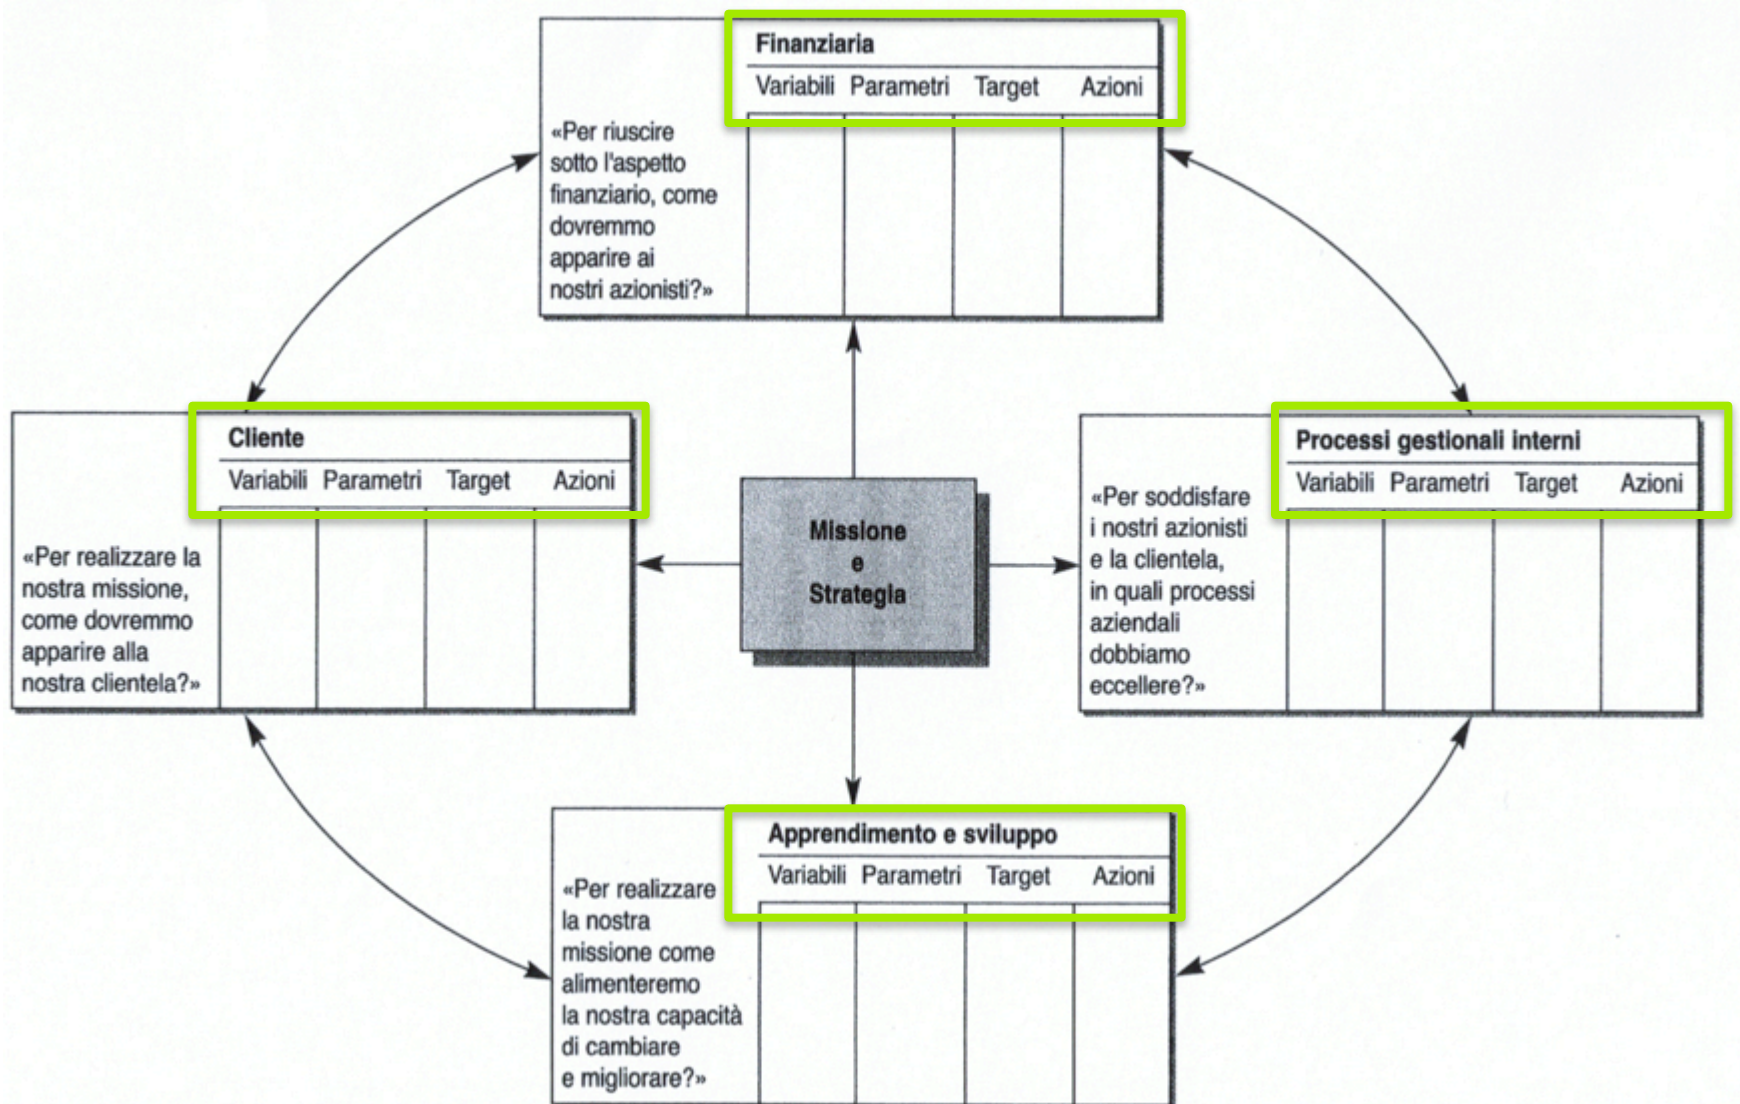 Finanziaria
Variabili Parametri Target Azioni
«Per riuscire
sotto l'aspetto
finanziario, come
dovremmo
apparire ai
nostri azionisti?»
Cliente
Variabili Parametri Target Azioni
«Per realizzare la
nostra missione,
come dovremmo
apparire alla
nostra clientela?»
Missione
e
Strategia
Processi gestionali interni
Variabili Parametri Target Azioni
«Per soddisfare
i nostri azionisti
e la clientela,
in quali processi
aziendali
dobbiamo
eccellere?»
Apprendimento e sviluppo
Variabili Parametri Target Azioni
«Per realizzare
la nostra
missione come
alimenteremo
la nostra capacità
di cambiare
e migliorare?»